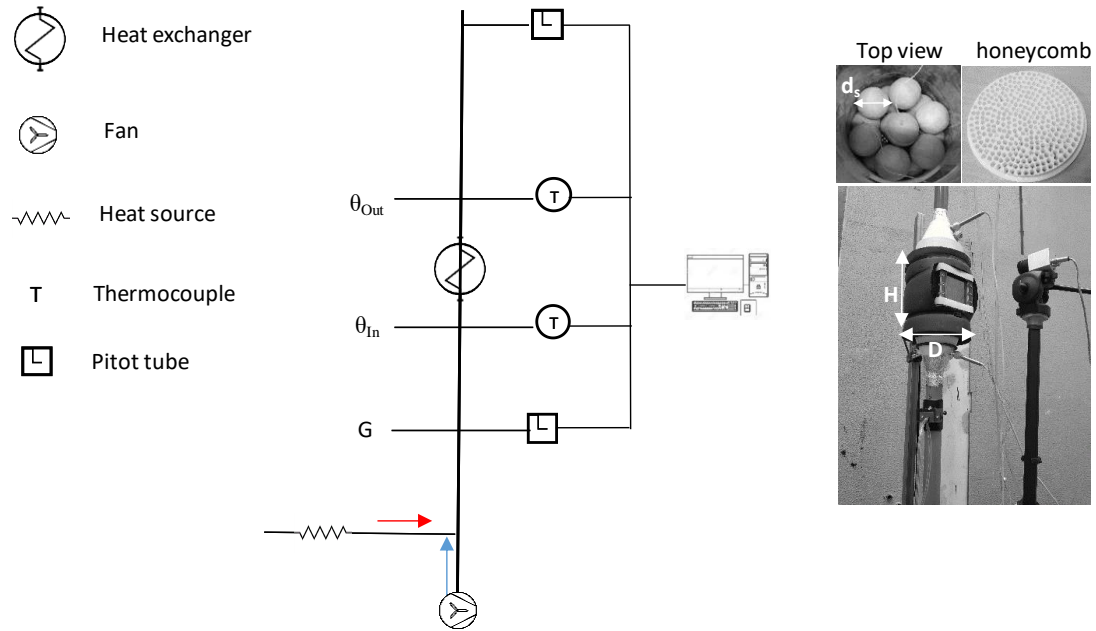 Heat exchanger
Fan
Heat source
T Thermocouple
Pitot tube
θOut
T
θIn
T
G
Top view honeycomb
ds
H
D